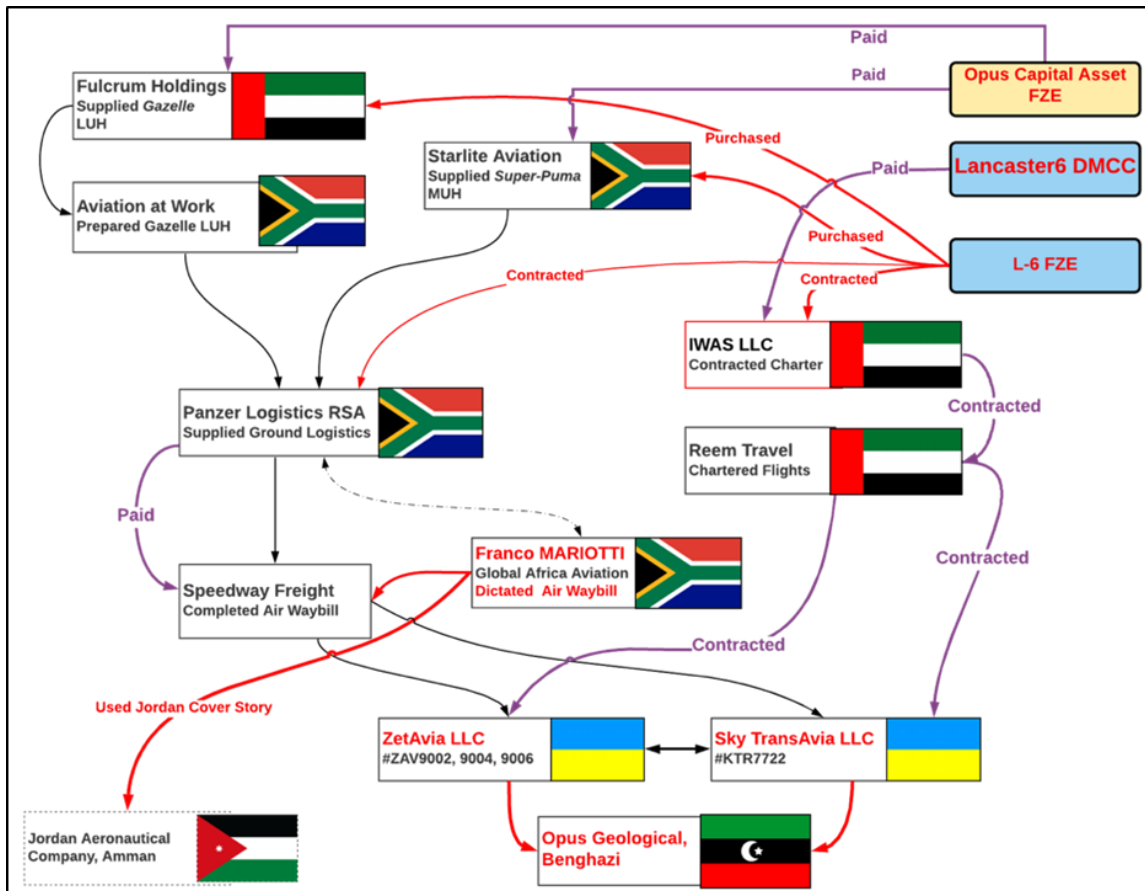 Paid
Opus Capital Asset
FZE
Paid
Fulcrum Holdings
Supplied Gazelle
LUH
Purchased
Starlite Aviation
Supplied Super-Puma
MUH
Paid
Lancaster6 DMCC
Aviation at Work
Prepared Gazelle LUH
Purchased
L-6 FZE
Contracted
Contracted
IWAS LLC
Contracted Charter
Contracted
Panzer Logistics RSA
Supplied Ground Logistics
Reem Travel
Chartered Flights
Paid
Contracted
Franco MARIOTTI
Global Africa Aviation
Dictated Air Waybill
Speedway Freight
Completed Air Waybill
Contracted
Used Jordan Cover Story
ZetAvia LLC
#ZAV9002, 9004, 9006
Sky TransAvia LLC
#KTR7722
Jordan Aeronautical
Company, Amman
Opus Geological,
Benghazi